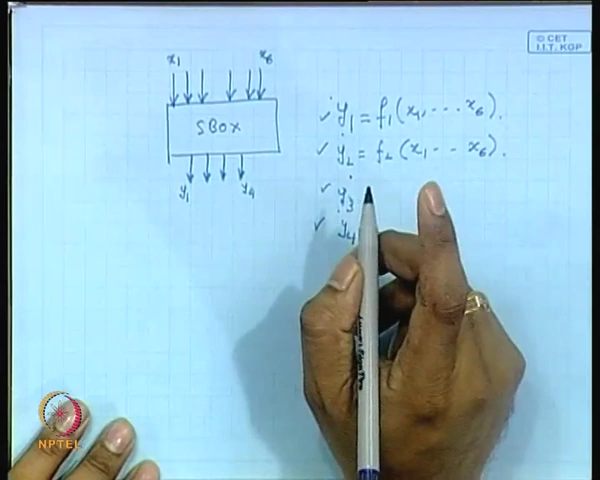 © CET
I.I.T. KGP
x1 x6
SBOX
y1 y4
y1 = f1(x1, --- x6).
y2 = f2(x1 -- x6).
y3
y4
NPTEL